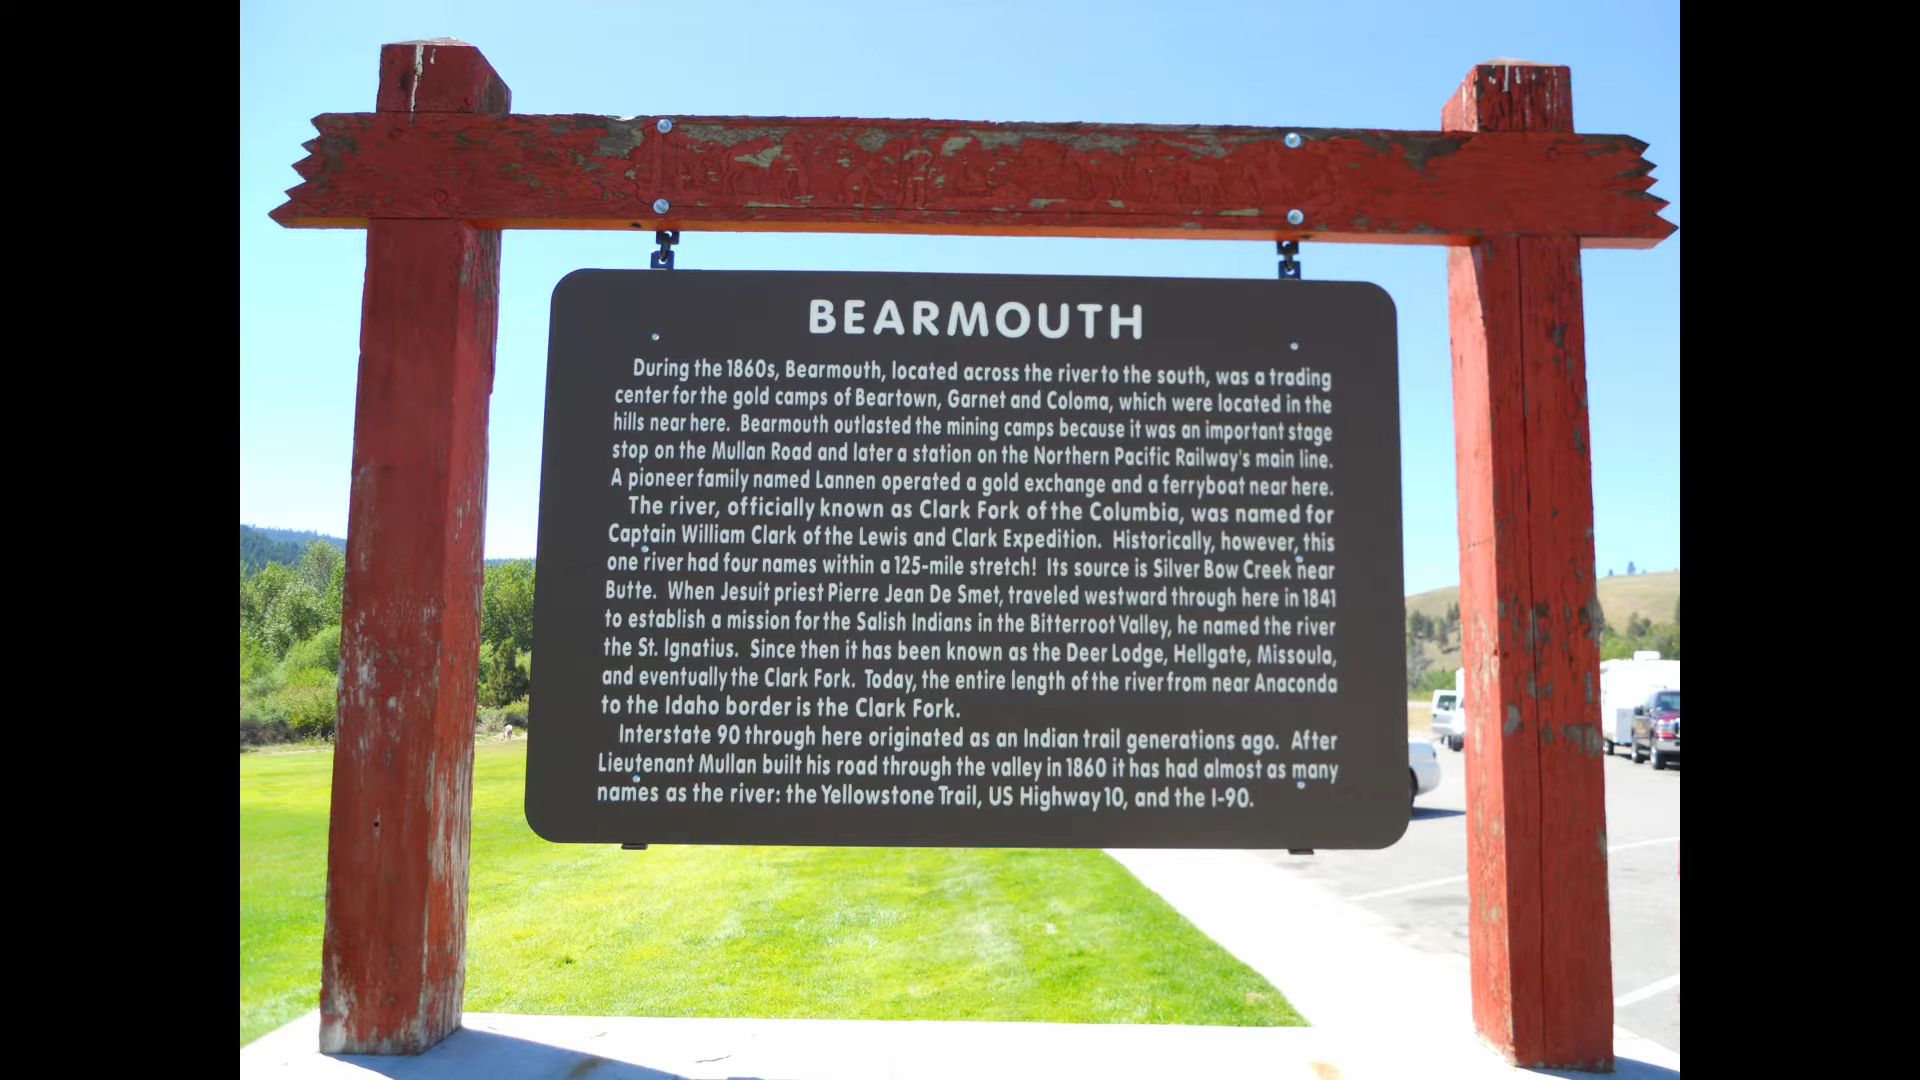 BEARMOUTH
During the 1860s, Bearmouth, located across the river to the south, was a trading
center for the gold camps of Beartown, Garnet and Coloma, which were located in the
hills near here. Bearmouth outlasted the mining camps because it was an important stage
stop on the Mullan Road and later a station on the Northern Pacific Railway's main line.
A pioneer family named Lannen operated a gold exchange and a ferryboat near here.
The river, officially known as Clark Fork of the Columbia, was named for
Captain William Clark of the Lewis and Clark Expedition. Historically, however, this
one river had four names within a 125-mile stretch! Its source is Silver Bow Creek near
Butte. When Jesuit priest Pierre Jean De Smet, traveled westward through here in 1841
to establish a mission for the Salish Indians in the Bitterroot Valley, he named the river
the St. Ignatius. Since then it has been known as the Deer Lodge, Hellgate, Missoula,
and eventually the Clark Fork. Today, the entire length of the river from near Anaconda
to the Idaho border is the Clark Fork.
Interstate 90 through here originated as an Indian trail generations ago. After
Lieutenant Mullan built his road through the valley in 1860 it has had almost as many
names as the river: the Yellowstone Trail, US Highway 10, and the I-90.